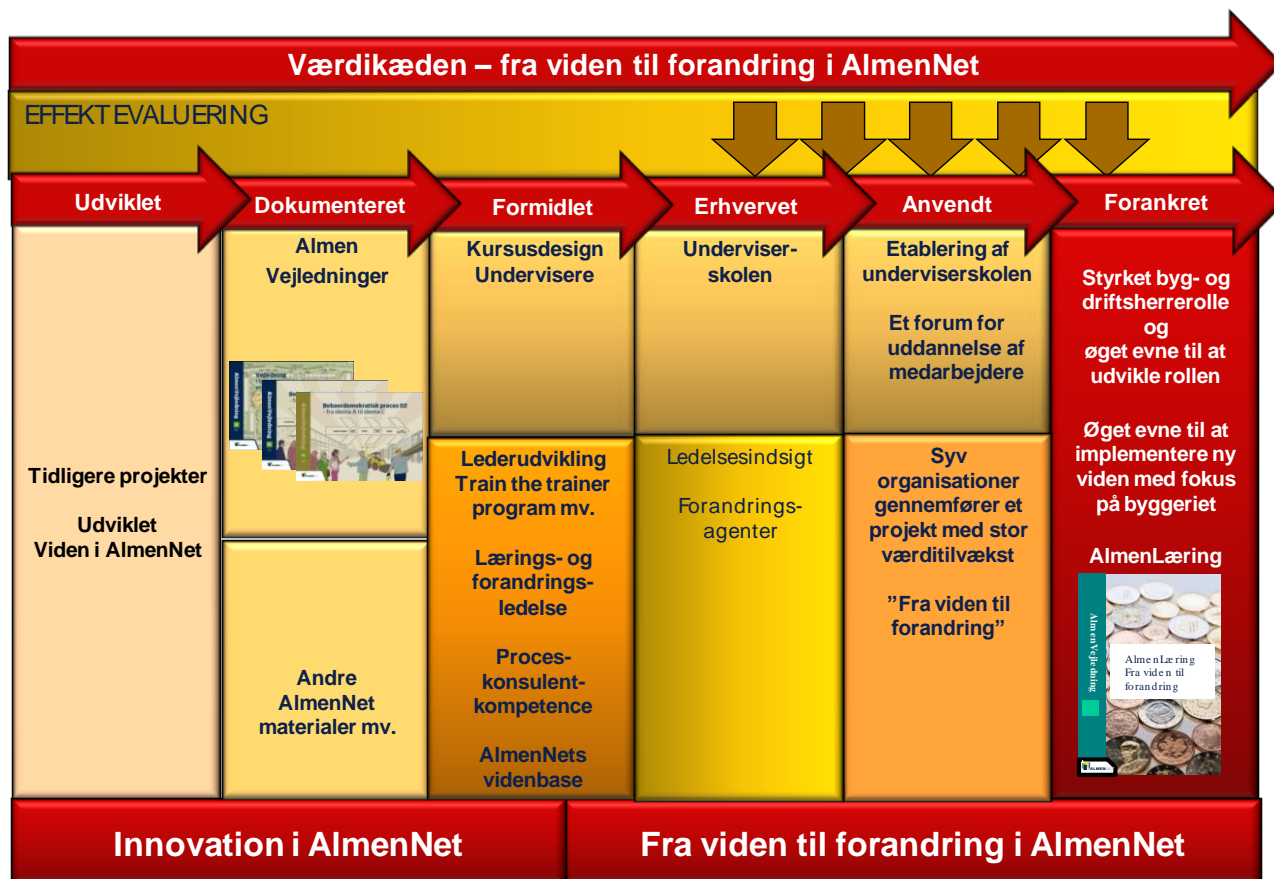 Værdikæden – fra viden til forandring i AlmenNet
EFFEKTEVALUERING
Udviklet
Dokumenteret
Formidlet
Erhvervet
Anvendt
Forankret
Tidligere projekter
Udviklet
Viden i AlmenNet
Almen
Vejledninger
Beboerdemokratisk proces 02
- fra skema A til skema C
Andre
AlmenNet
materialer mv.
Kursusdesign
Undervisere
Lederudvikling
Train the trainer
program mv.
Lærings- og
forandrings-
ledelse
Proces-
konsulent-
kompetence
AlmenNets
videnbase
Underviser-
skolen
Ledelsesindsigt
Forandrings-
agenter
Etablering af
underviserskolen
Et forum for
uddannelse af
medarbejdere
Syv
organisationer
gennemfører et
projekt med stor
værditilvækst
”Fra viden til
forandring”
Styrket byg- og
driftsherrerolle
og
øget evne til at
udvikle rollen
Øget evne til at
implementere ny
viden med fokus
på byggeriet
AlmenLæring
AlmenVejledning
AlmenLæring
Fra viden til
forandring
ALMEN
Innovation i AlmenNet
Fra viden til forandring i AlmenNet